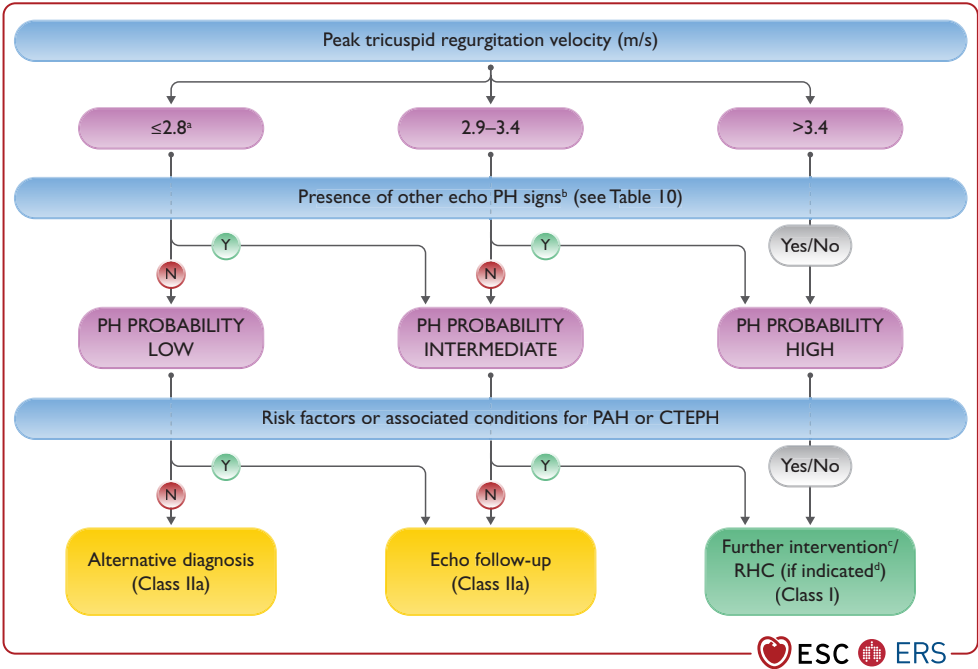 Peak tricuspid regurgitation velocity (m/s)
≤2.8ᵃ
2.9–3.4
>3.4
Presence of other echo PH signsᵇ (see Table 10)
Y
Y
Yes/No
N
N
PH PROBABILITY
LOW
PH PROBABILITY
INTERMEDIATE
PH PROBABILITY
HIGH
Risk factors or associated conditions for PAH or CTEPH
Y
Y
Yes/No
N
N
Alternative diagnosis
(Class IIa)
Echo follow-up
(Class IIa)
Further interventionᶜ/
RHC (if indicatedᵈ)
(Class I)
ESC ERS